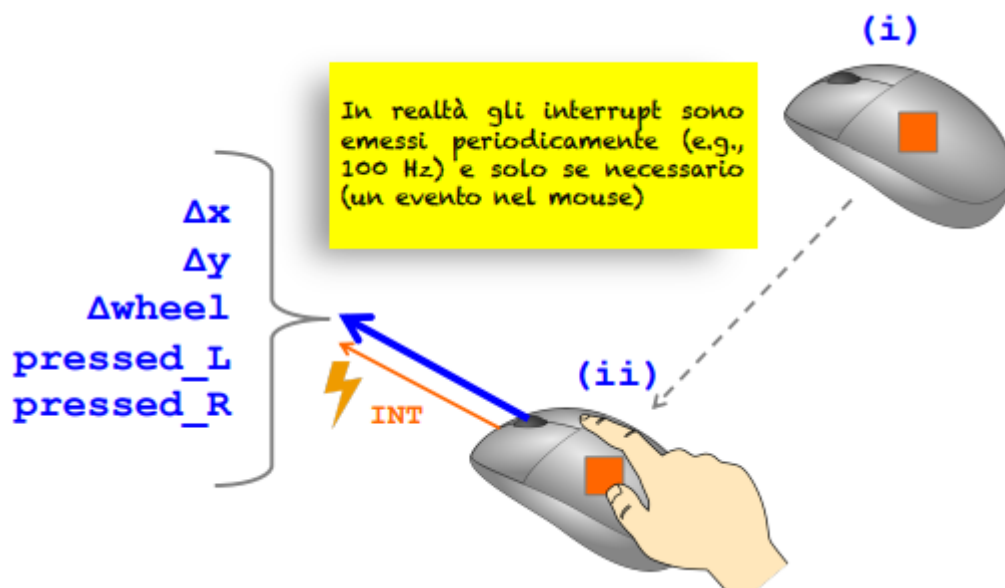 (i)
In realtà gli interrupt sono
emessi periodicamente (e.g.,
100 Hz) e solo se necessario
(un evento nel mouse)
Δx
Δy
Δwheel
pressed_L
pressed_R
(ii)
INT